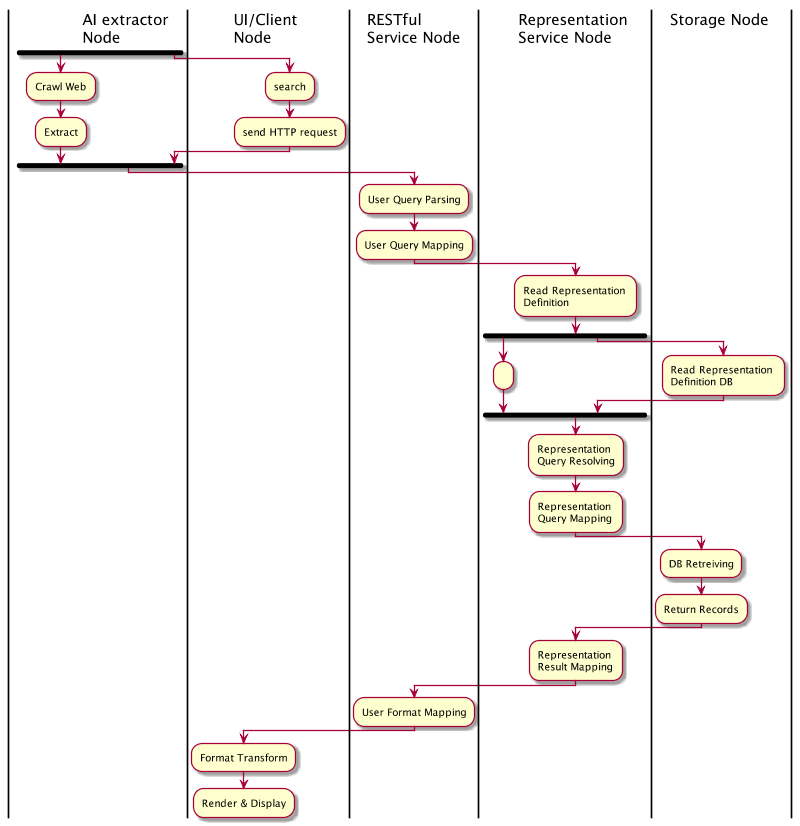 AI extractor
Node
UI/Client
Node
RESTful
Service Node
Representation
Service Node
Storage Node
Crawl Web
search
Extract
send HTTP request
User Query Parsing
User Query Mapping
Read Representation
Definition
Read Representation
Definition DB
Representation
Query Resolving
Representation
Query Mapping
DB Retreiving
Return Records
Representation
Result Mapping
User Format Mapping
Format Transform
Render & Display